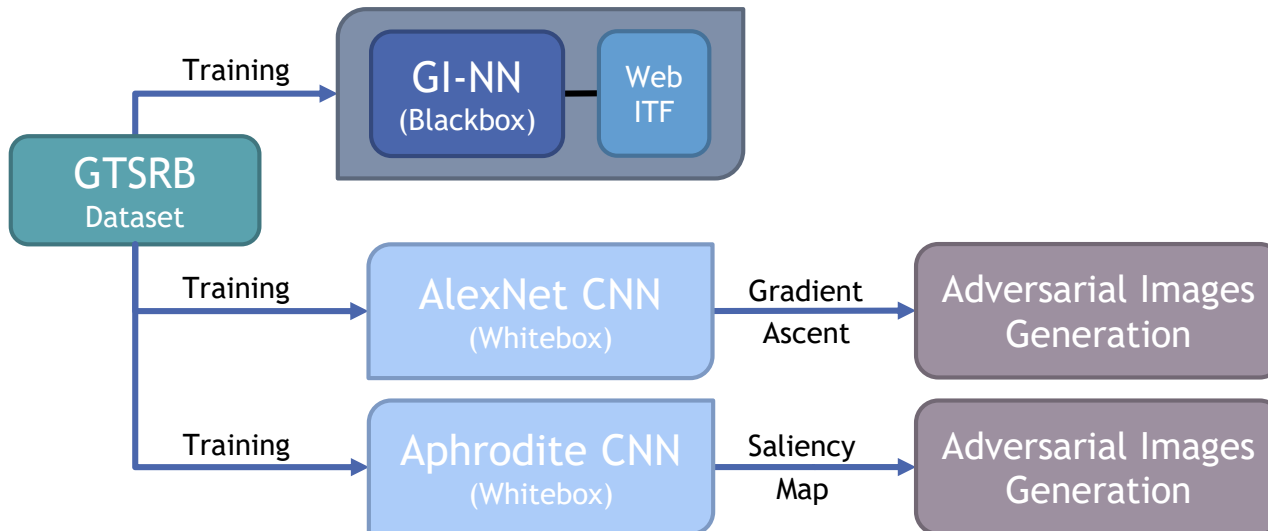 Training
GI-NN
(Blackbox)
Web
ITF
GTSRB
Dataset
Training
AlexNet CNN
(Whitebox)
Gradient
Ascent
Adversarial Images
Generation
Training
Aphrodite CNN
(Whitebox)
Saliency
Map
Adversarial Images
Generation